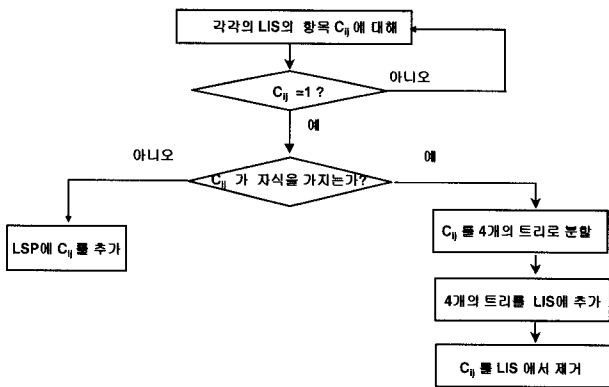 각각의 LIS의 항목 Cij 에 대해
아니오
Cij =1 ?
예
아니오
예
Cij 가 자식을 가지는가?
LSP에 Cij 를 추가
Cij 를 4개의 트리로 분할
4개의 트리를 LIS에 추가
Cij 를 LIS 에서 제거